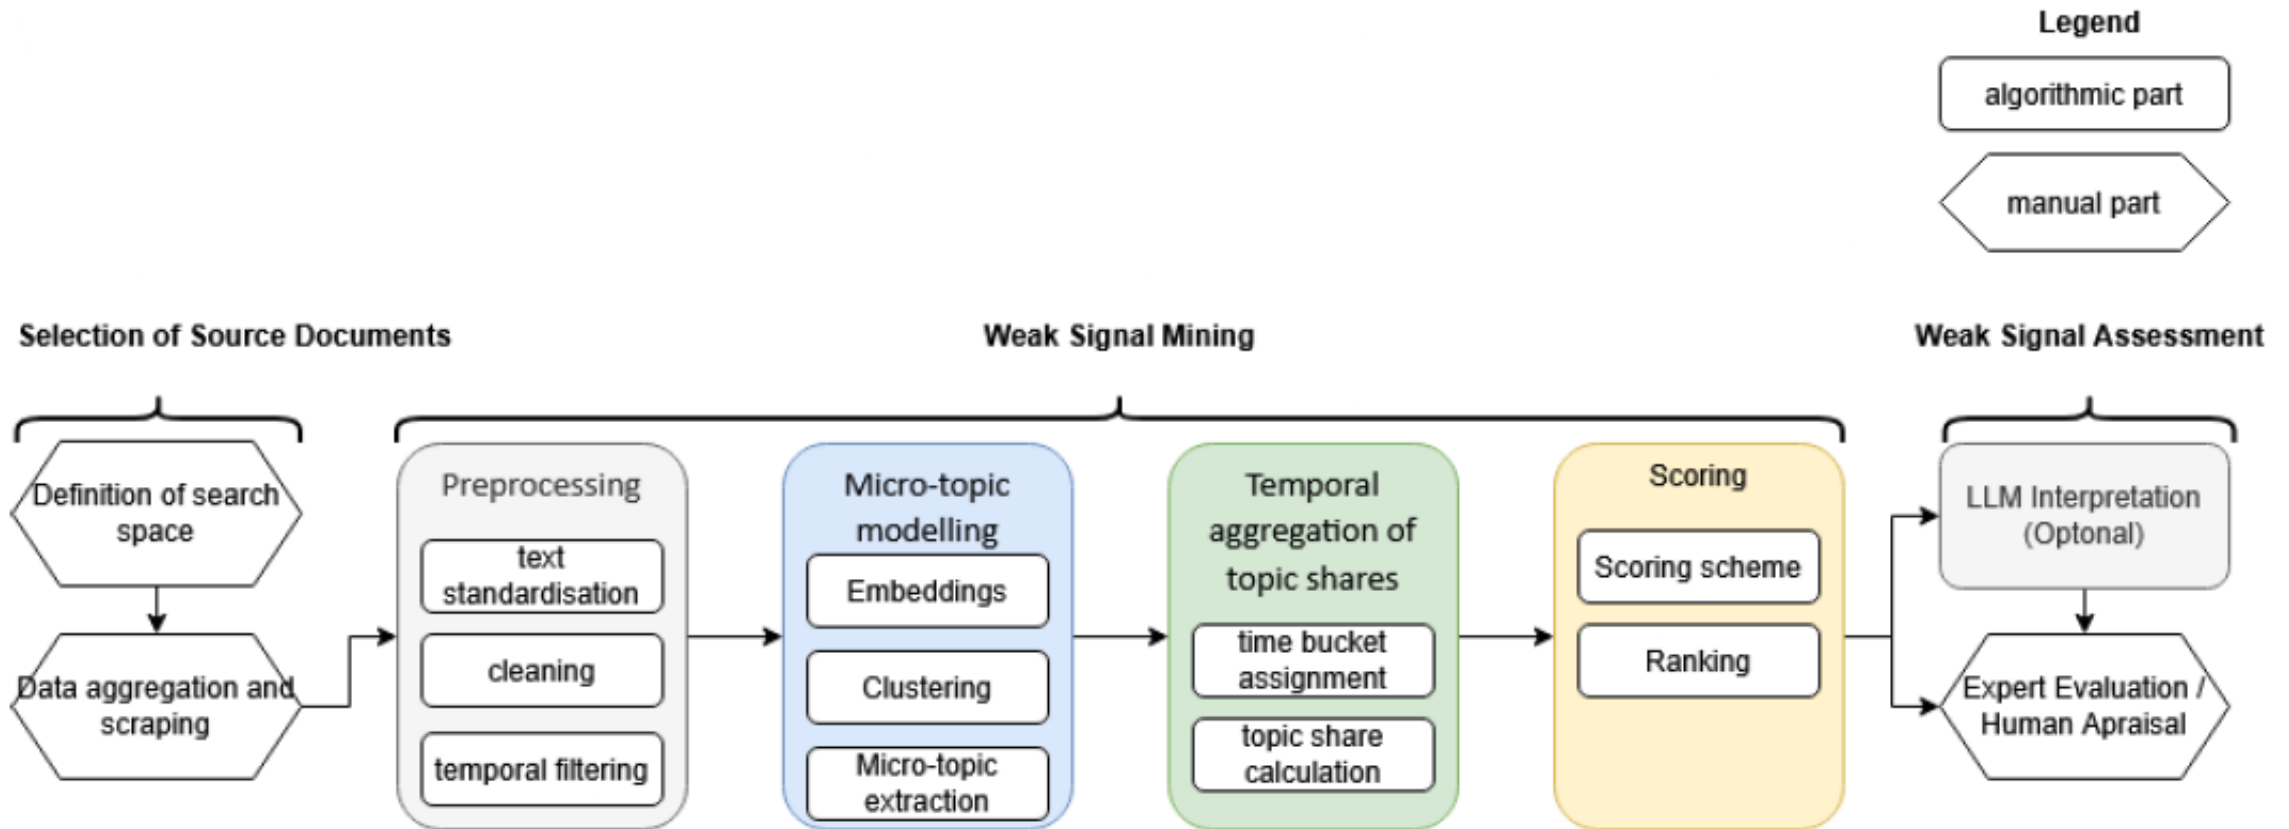 Legend
algorithmic part
manual part
Selection of Source Documents
Weak Signal Mining
Weak Signal Assessment
Definition of search
space
Data aggregation and
scraping
Preprocessing
text
standardisation
cleaning
temporal filtering
Micro-topic
modelling
Embeddings
Clustering
Micro-topic
extraction
Temporal
aggregation of
topic shares
time bucket
assignment
topic share
calculation
Scoring
Scoring scheme
Ranking
LLM Interpretation
(Optonal)
Expert Evaluation /
Human Apraisal